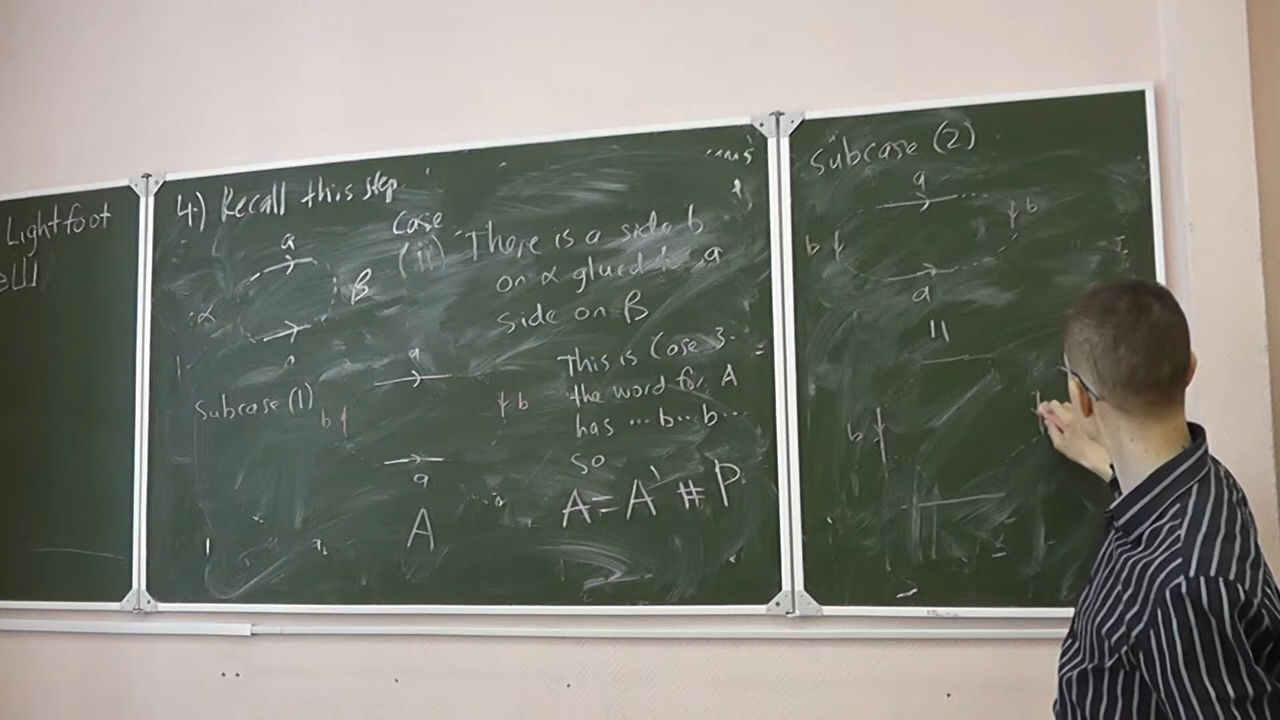 Lightfoot
4.) Recall this step
a
α
β
Case
(ii) There is a side b
on α glued to a
side on β
Subcase (1)
a
b
b
a
A
This is Case 3.
the word for A
has ... b... b...
so
A = A' # P
Subcase (2)
a
b
b
a
||
b